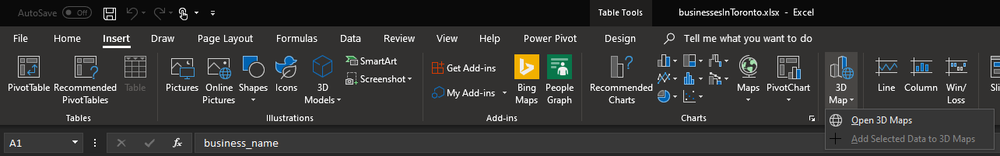 AutoSave Off Table Tools businessesInToronto.xlsx - Excel
File Home Insert Draw Page Layout Formulas Data Review View Help Power Pivot Design Tell me what you want to do
PivotTable
Recommended
PivotTables
Table
Tables
Pictures
Online
Pictures
Shapes
Icons
3D
Models
SmartArt
Screenshot
Illustrations
Get Add-ins
My Add-ins
Bing
Maps
People
Graph
Add-ins
Recommended
Charts
Maps
PivotChart
Charts
3D
Map
Line
Column
Win/
Loss
Open 3D Maps
Add Selected Data to 3D Maps
A1 fx business_name